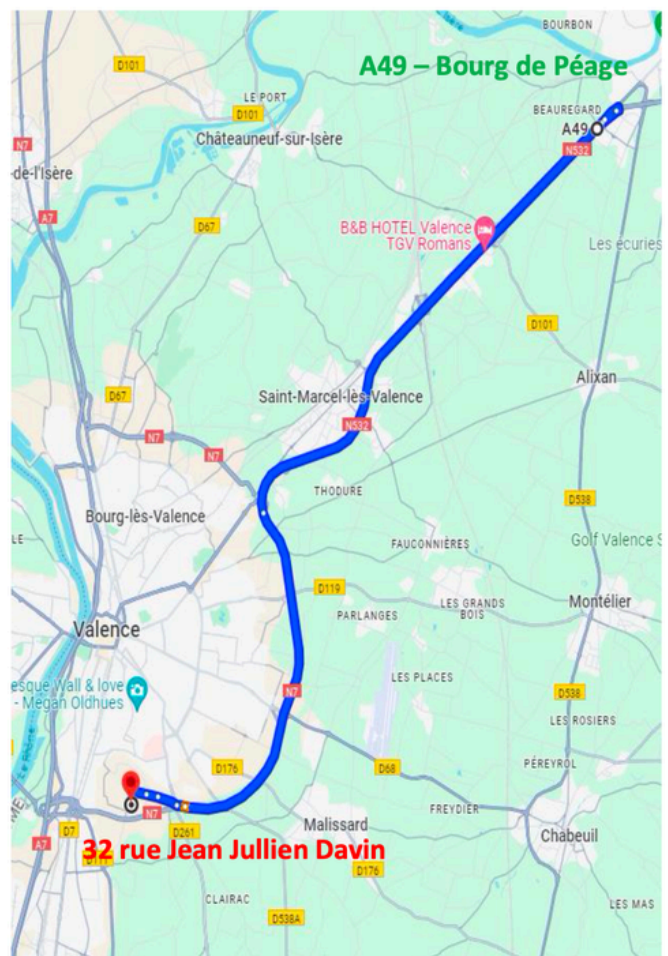 BOURBON
A49 – Bourg de Péage
D101
LE PORT
D101
BEAUREGARD
A49
Châteauneuf-sur-Isère
N7
N532
-de-l'Isère
A7
D67
B&B HOTEL Valence
TGV Romans
Les écuries
D101
Alixan
D67
Saint-Marcel-lès-Valence
N532
N7
N7
THODURE
D538
Bourg-lès-Valence
LE
FAUCONNIÈRES
Golf Valence S
D119
LES GRANDS
BOIS
Montélier
PARLANGES
Valence
LES PLACES
esque Wall & love
- Megan Oldhues
N7
D538
LES ROSIERS
D176
D68
PÉREYROL
FREYDIER
N7
D7
D261
Malissard
Chabeuil
A7
32 rue Jean Jullien Davin
D176
CLAIRAC
LES MAS
D538A